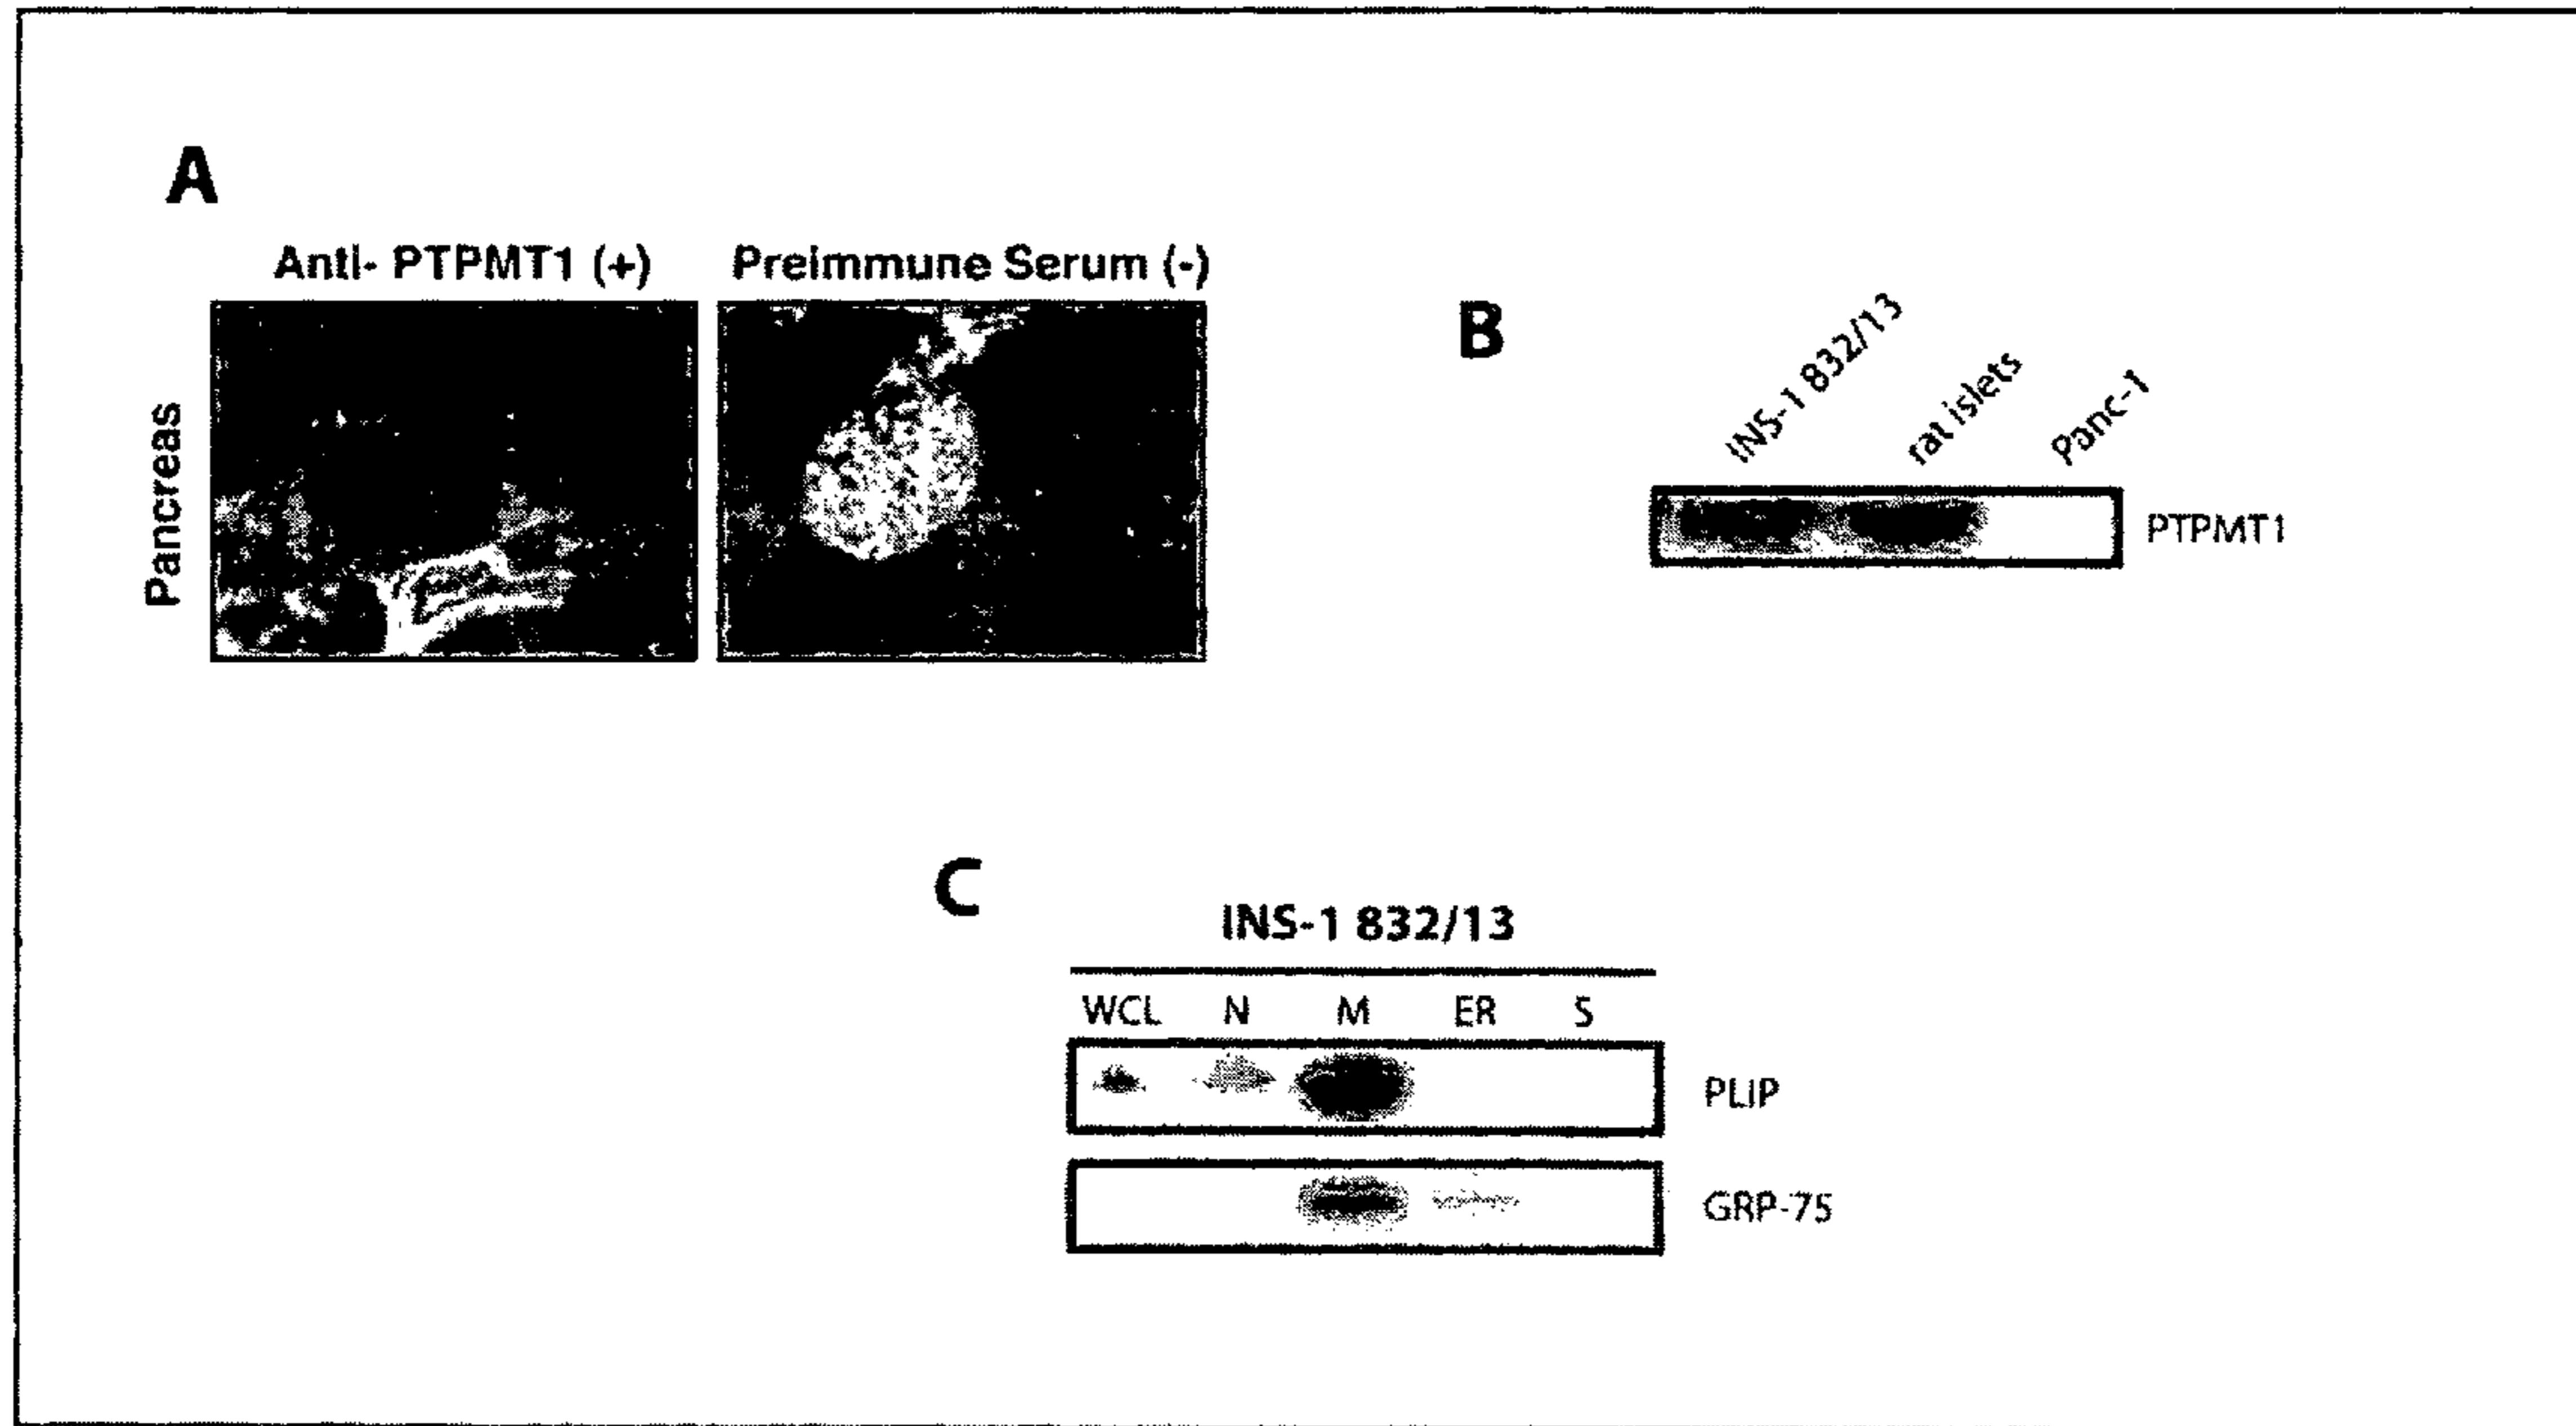 A
Anti- PTPMT1 (+)
Preimmune Serum (-)
Pancreas
B
INS-1 832/13
rat islets
Panc-1
PTPMT1
C
INS-1 832/13
WCL N M ER S
PLIP
GRP-75